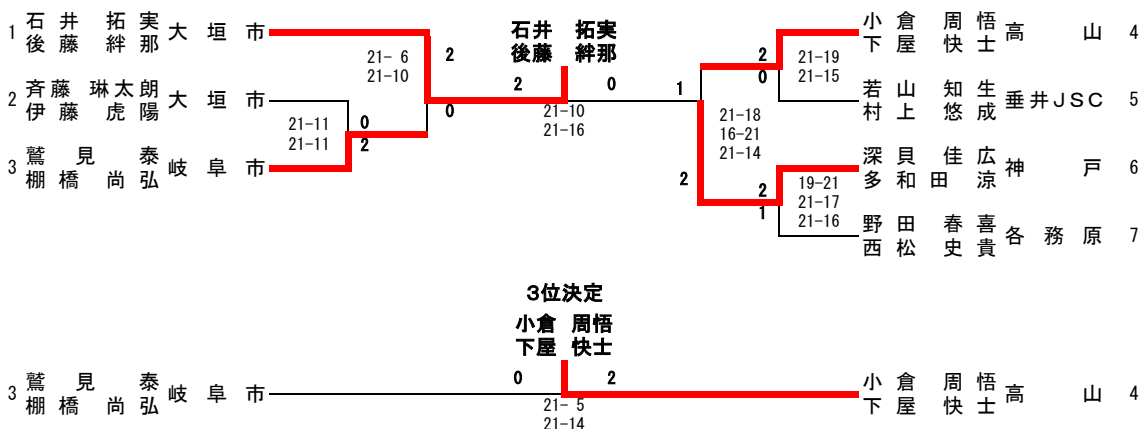 石井 拓実
後藤 絆那
1 石井 拓実 大垣市
後藤 絆那
2
21- 6
21-10
2 0
0
21-10
21-16
2 斉藤 琳太朗 大垣市
伊藤 虎陽
21-11
21-11
0
2
3 鷲見 泰 岐阜市
棚橋 尚弘
小倉 周悟 高山 4
下屋 快士
2
0
21-19
21-15
若山 知生 垂井JSC 5
村上 悠成
1
21-18
16-21
21-14
2
深貝 佳広 神戸 6
多和田 涼
2
1
19-21
21-17
21-16
野田 春喜 各務原 7
西松 史貴
3位決定
小倉 周悟
下屋 快士
3 鷲見 泰 岐阜市
棚橋 尚弘
0 2
21- 5
21-14
小倉 周悟 高山 4
下屋 快士